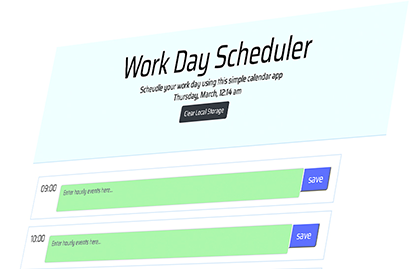 Work Day Scheduler
Scheudle your work day using this simple calendar app
Thursday, March, 12:14 am
Clear Local Storage
09:00 Enter hourly events here... save
10:00 Enter hourly events here... save